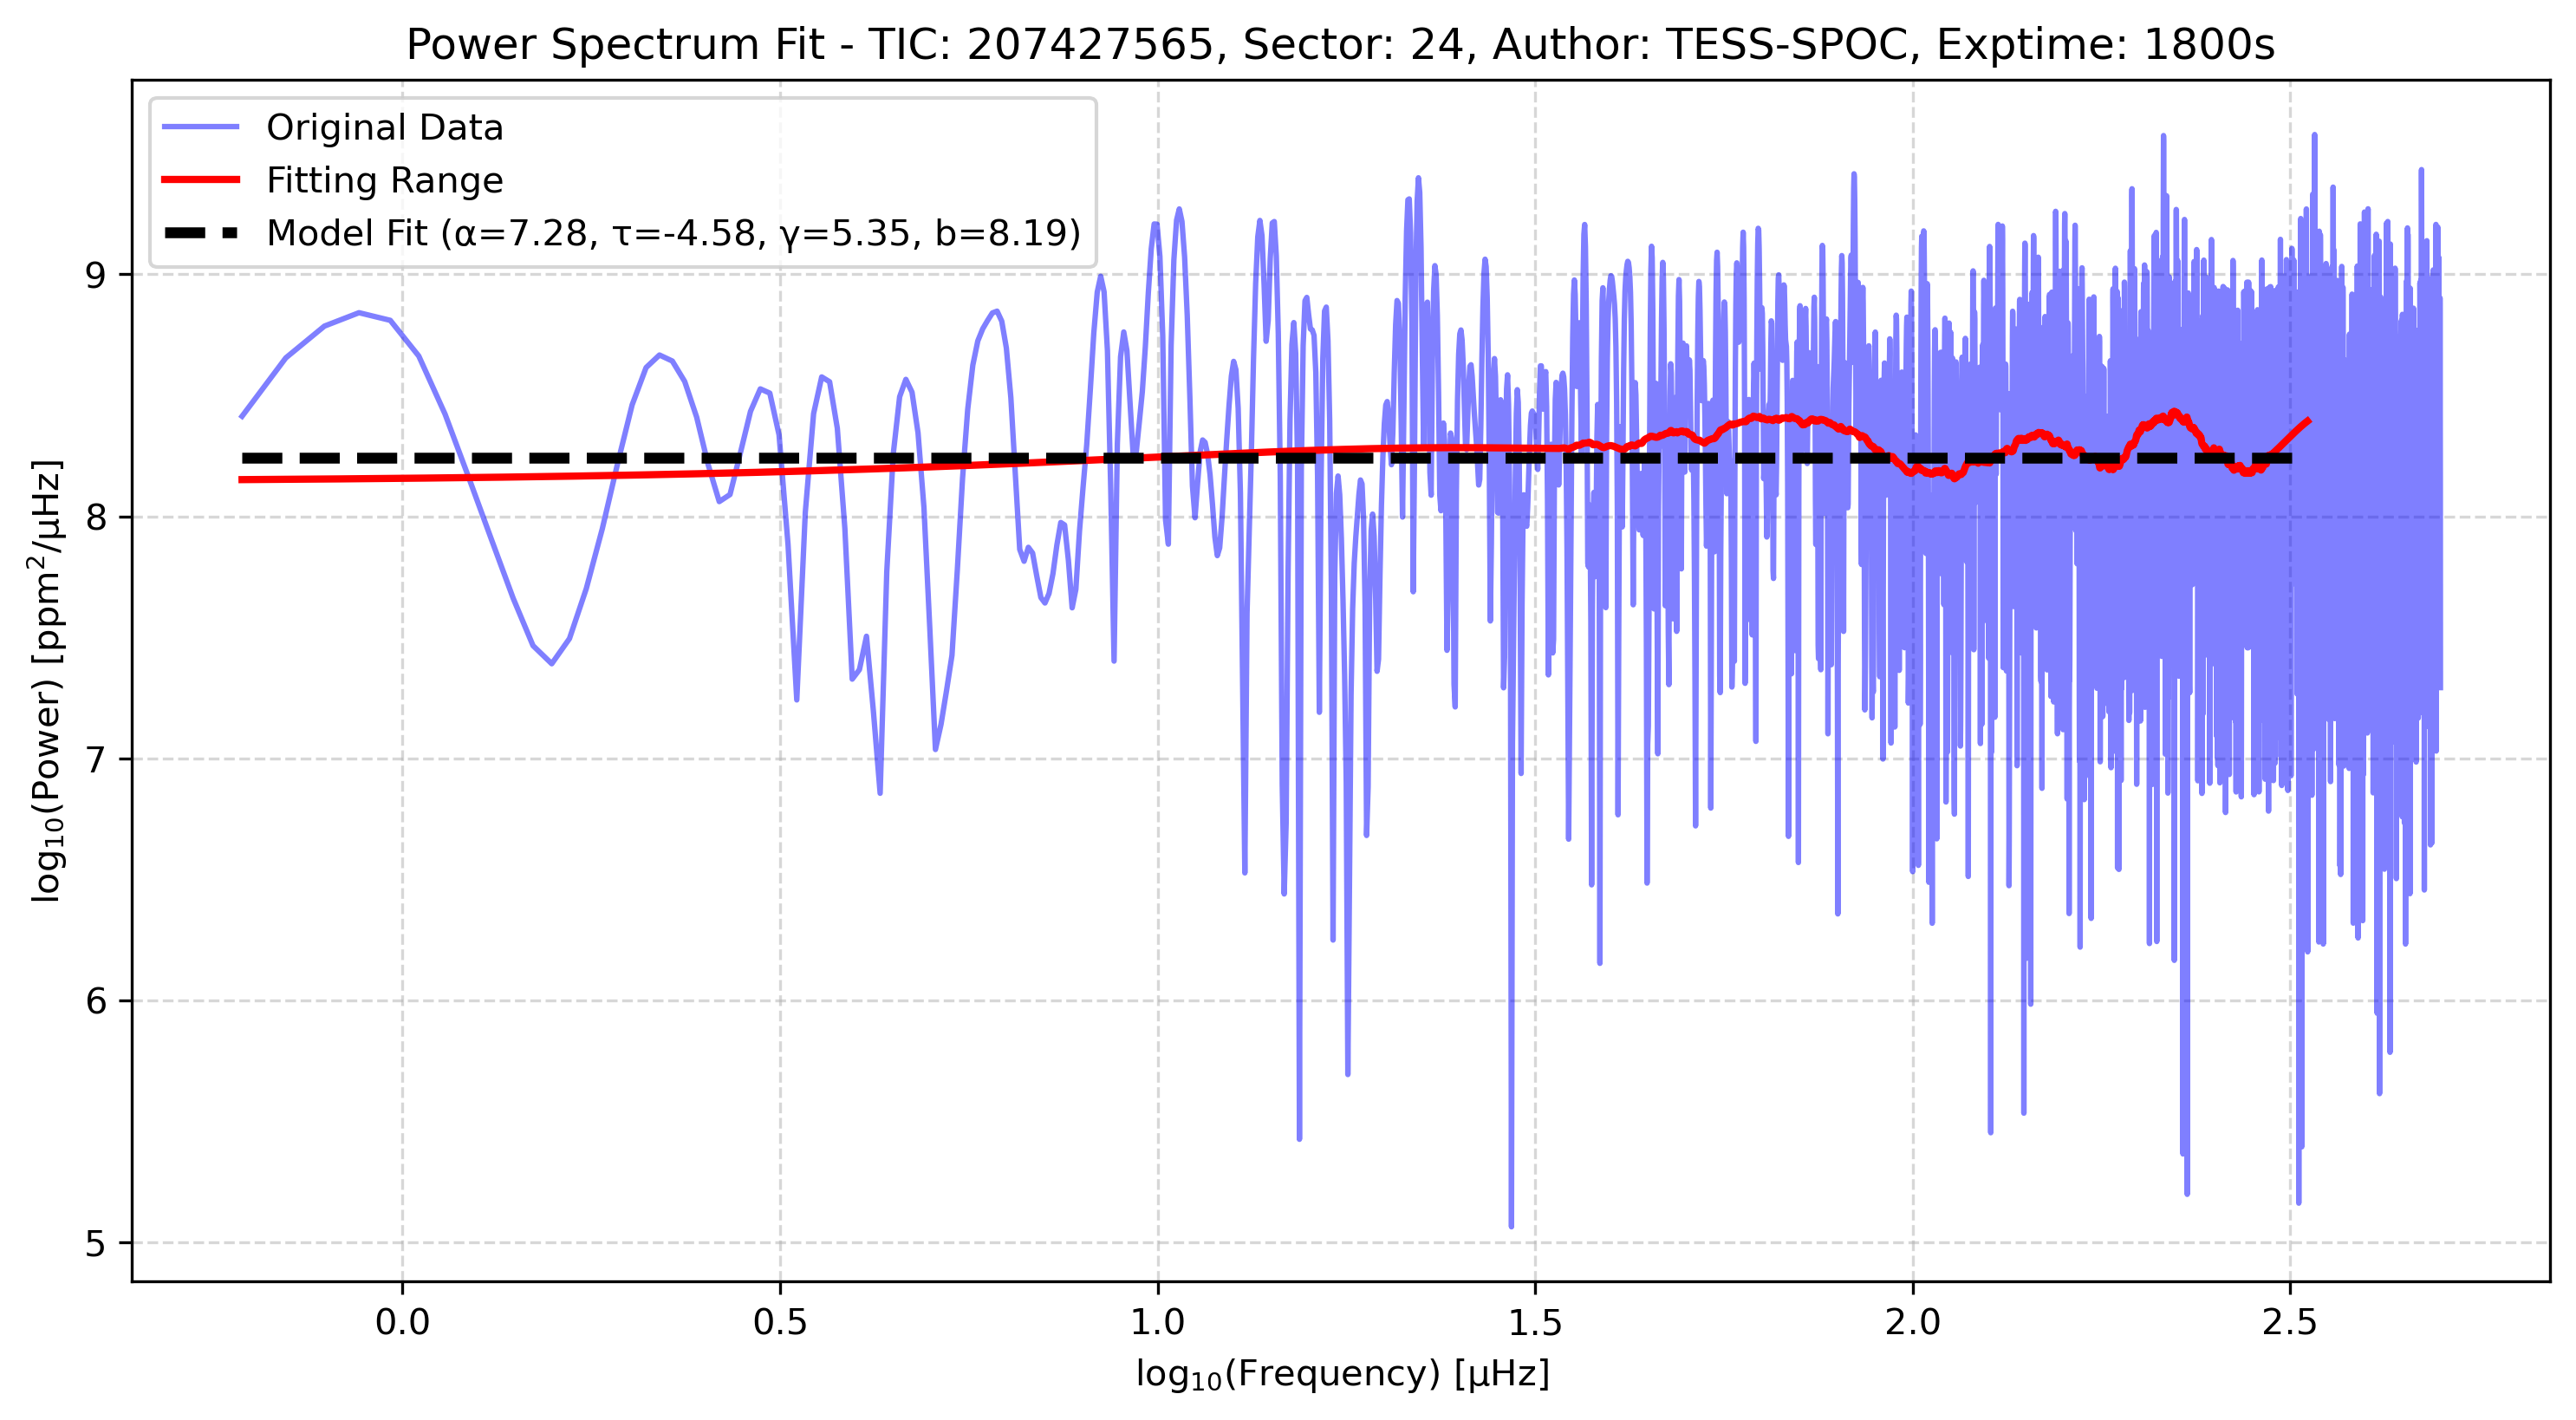 Power Spectrum Fit - TIC: 207427565, Sector: 24, Author: TESS-SPOC, Exptime: 1800s
Original Data
Fitting Range
Model Fit (α=7.28, τ=-4.58, γ=5.35, b=8.19)
log₁₀(Power) [ppm²/μHz]
9
8
7
6
5
0.0 0.5 1.0 1.5 2.0 2.5
log₁₀(Frequency) [μHz]